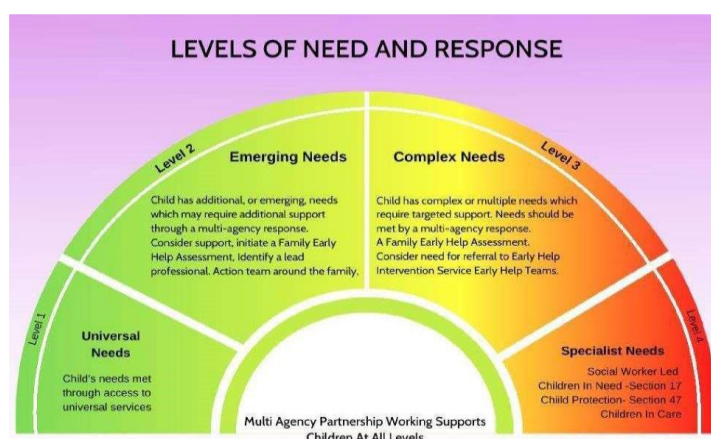 LEVELS OF NEED AND RESPONSE
Level 2
Emerging Needs
Child has additional, or emerging, needs
which may require additional support
through a multi-agency response.
Consider support, initiate a Family Early
Help Assessment, Identify a lead
professional. Action team around the family.
Complex Needs
Level 3
Child has complex or multiple needs which
require targeted support. Needs should be
met by a multi-agency response.
A Family Early Help Assessment.
Consider need for referral to Early Help
Intervention Service Early Help Teams.
Level 1
Universal
Needs
Child's needs met
through access to
universal services
Level 4
Specialist Needs
Social Worker Led
Children In Need -Section 17
Child Protection- Section 47
Children In Care
Multi Agency Partnership Working Supports
Children At All Levels